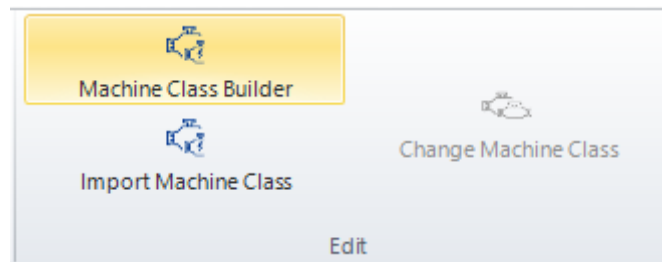 Machine Class Builder
Import Machine Class
Change Machine Class
Edit